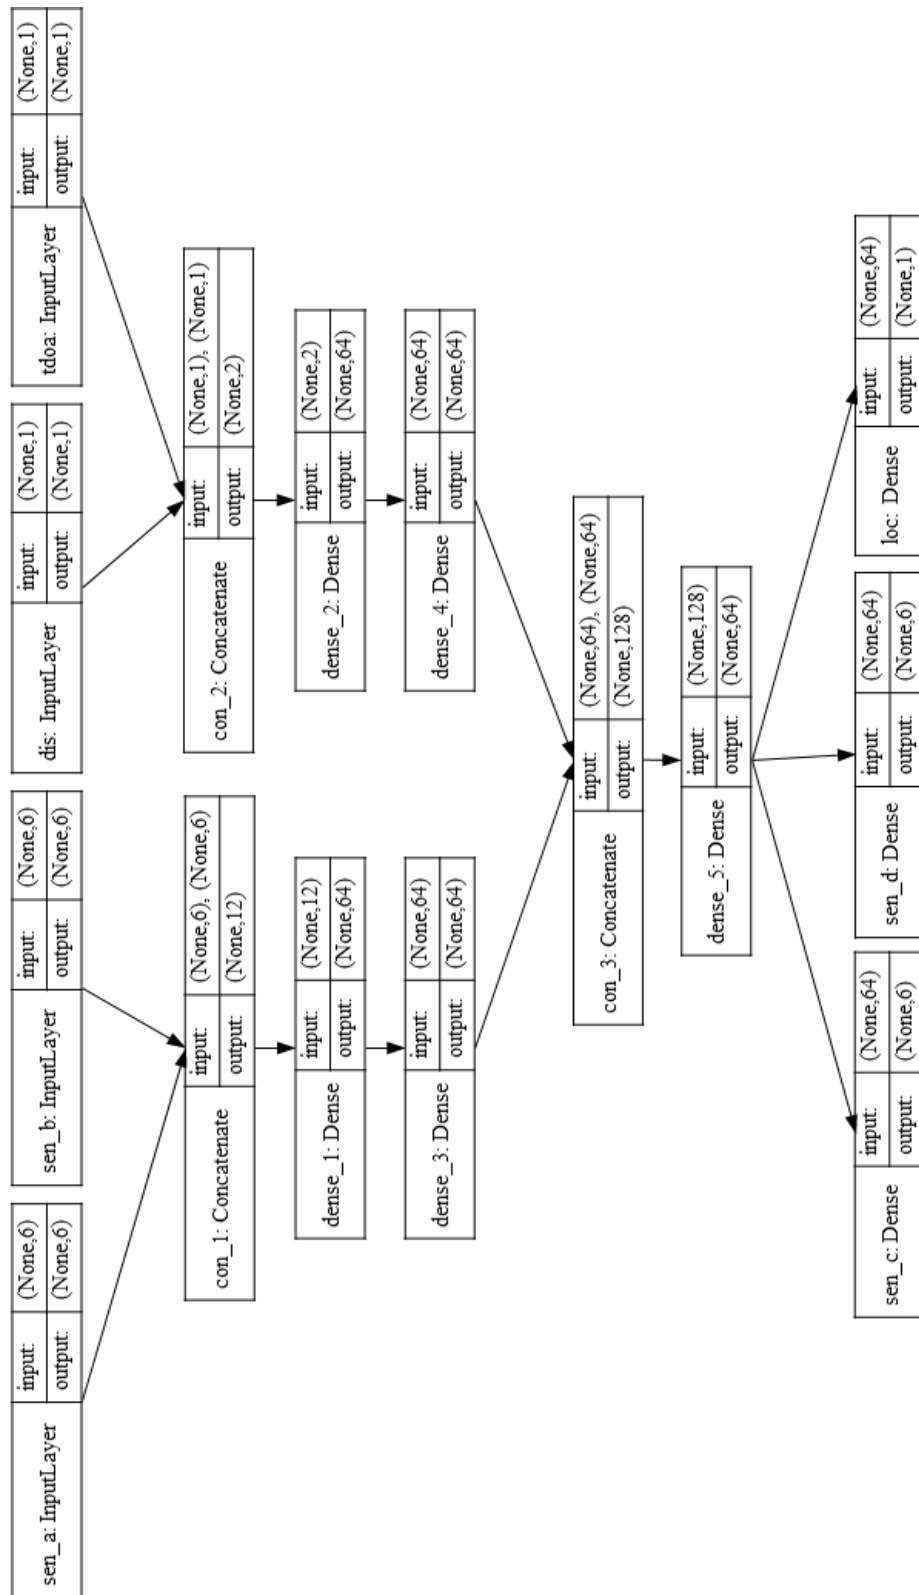 sen_a: InputLayer
input: (None,6)
output: (None,6)
sen_b: InputLayer
input: (None,6)
output: (None,6)
dis: InputLayer
input: (None,1)
output: (None,1)
tdoa: InputLayer
input: (None,1)
output: (None,1)
con_1: Concatenate
input: (None,6), (None,6)
output: (None,12)
con_2: Concatenate
input: (None,1), (None,1)
output: (None,2)
dense_1: Dense
input: (None,12)
output: (None,64)
dense_2: Dense
input: (None,2)
output: (None,64)
dense_3: Dense
input: (None,64)
output: (None,64)
dense_4: Dense
input: (None,64)
output: (None,64)
con_3: Concatenate
input: (None,64), (None,64)
output: (None,128)
dense_5: Dense
input: (None,128)
output: (None,64)
sen_c: Dense
input: (None,64)
output: (None,6)
sen_d: Dense
input: (None,64)
output: (None,6)
loc: Dense
input: (None,64)
output: (None,1)